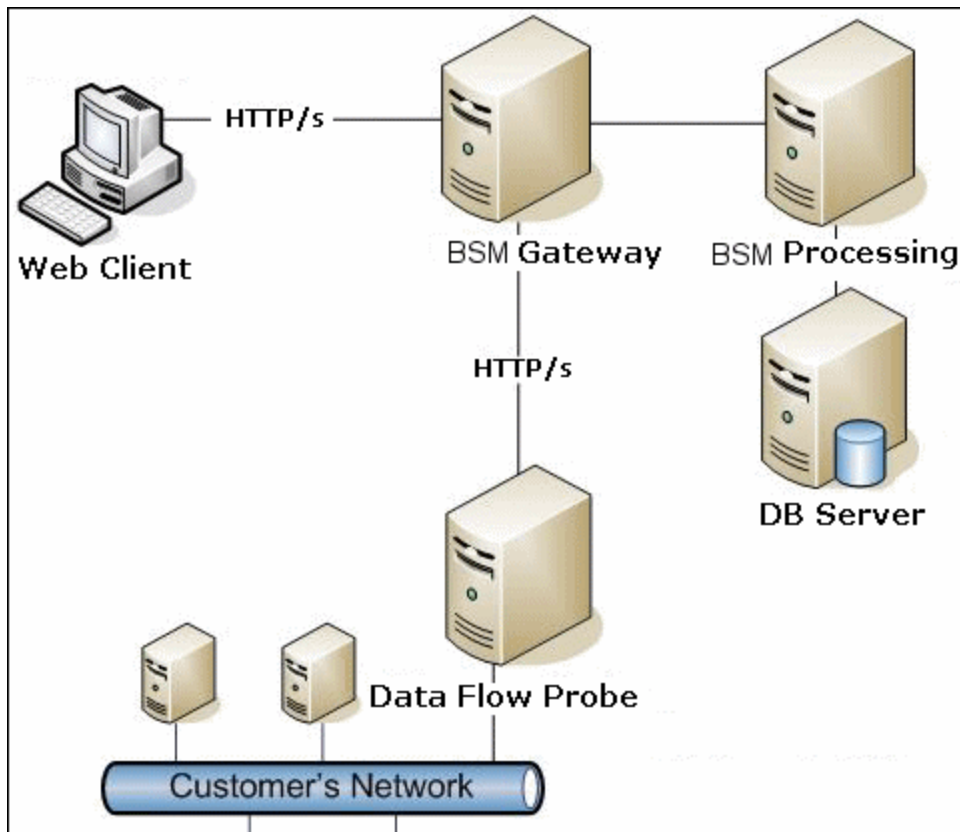 HTTP/s
Web Client
BSM Gateway
BSM Processing
HTTP/s
DB Server
Data Flow Probe
Customer's Network